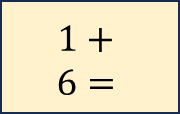 1 +
6 =